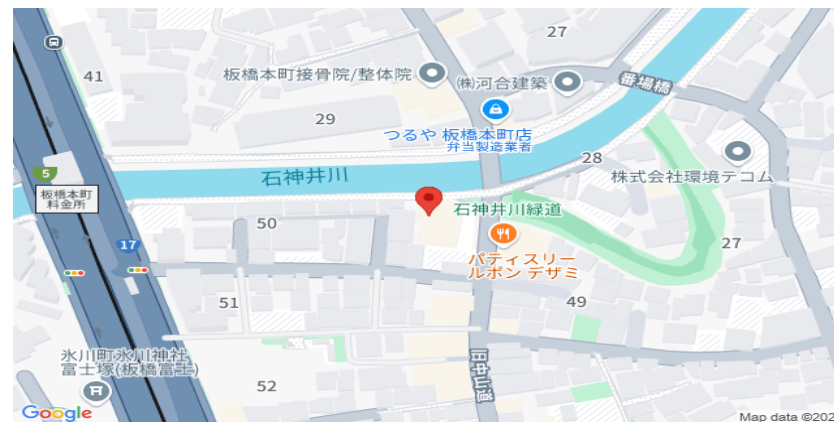 27
41
板橋本町接骨院/整体院
㈱河合建築
番場橋
29
つるや 板橋本町店
弁当製造業者
28
石神井川
株式会社環境テコム
5
板橋本町
料金所
石神井川緑道
50
17
パティスリー
ルポン デザミ
27
51
49
氷川町氷川神社
富士塚(板橋富士)
52
旧中山道
Google
Map data ©202